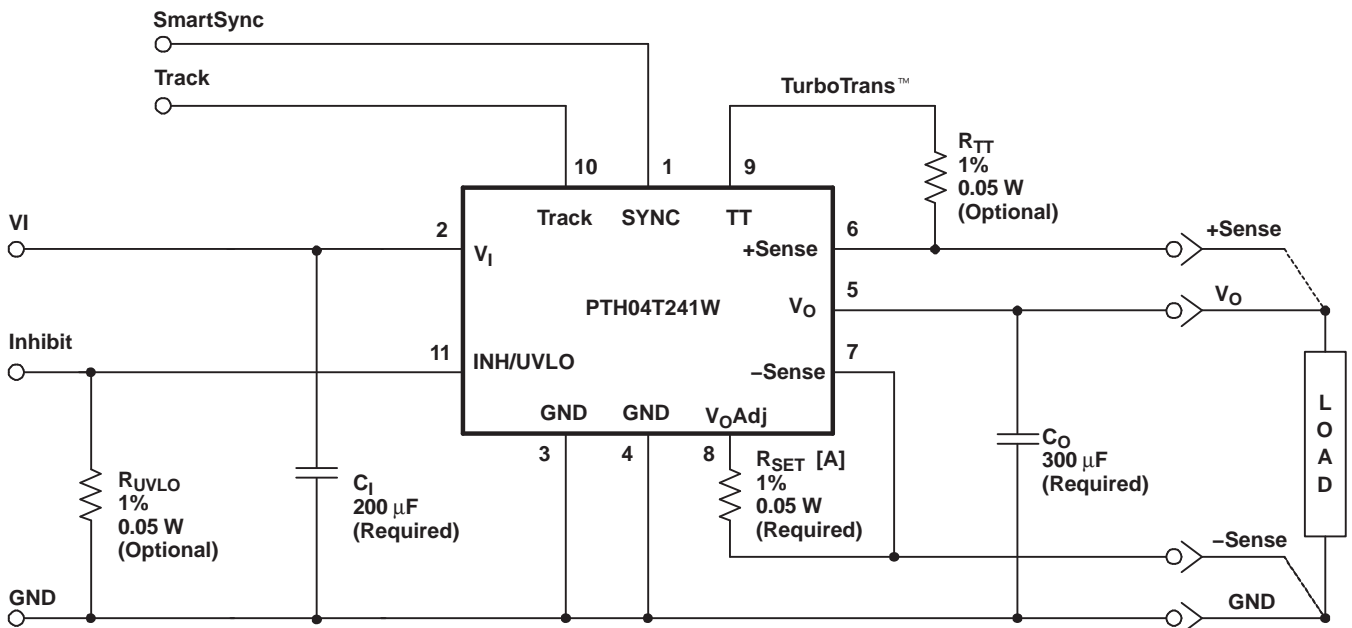 SmartSync
Track
TurboTrans™
R_TT
1%
0.05 W
(Optional)
10
1
9
Track
SYNC
TT
VI
2
V_I
+Sense
6
+Sense
PTH04T241W
V_O
5
V_O
Inhibit
11
INH/UVLO
−Sense
7
GND
GND
V_OAdj
3
4
8
R_UVLO
1%
0.05 W
(Optional)
C_I
200 μF
(Required)
R_SET [A]
1%
0.05 W
(Required)
C_O
300 μF
(Required)
L
O
A
D
−Sense
GND
GND